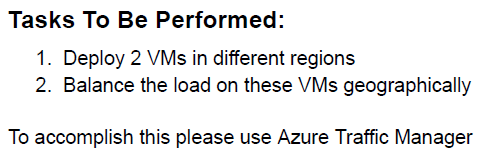 Tasks To Be Performed:
1. Deploy 2 VMs in different regions
2. Balance the load on these VMs geographically
To accomplish this please use Azure Traffic Manager